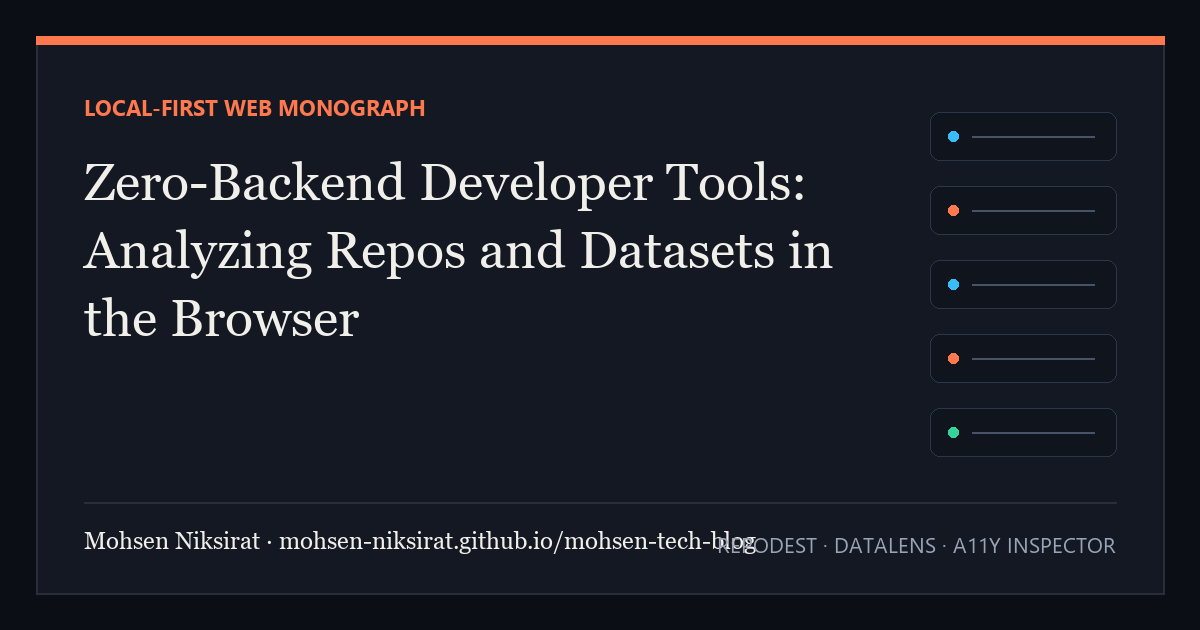 LOCAL-FIRST WEB MONOGRAPH
Zero-Backend Developer Tools:
Analyzing Repos and Datasets in
the Browser
Mohsen Niksirat · mohsen-niksirat.github.io/mohsen-tech-blog
REPODEST · DATALENS · A11Y INSPECTOR